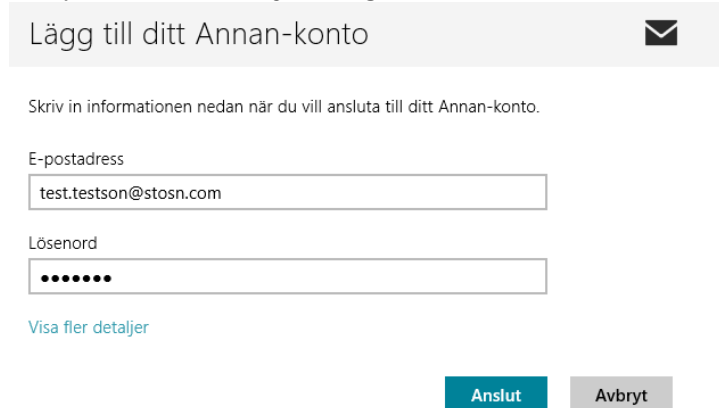 Lägg till ditt Annan-konto
Skriv in informationen nedan när du vill ansluta till ditt Annan-konto.
E-postadress
test.testson@stosn.com
Lösenord
●●●●●●●
Visa fler detaljer
Anslut Avbryt